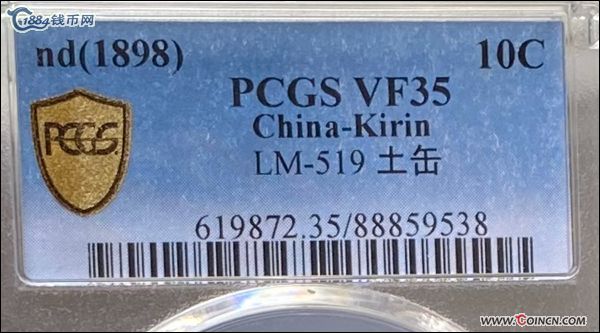 1884钱币网
nd(1898) 10C
PCGS VF35
China-Kirin
PCGS
LM-519 土缶
619872.35/88859538
www.COINCN.com